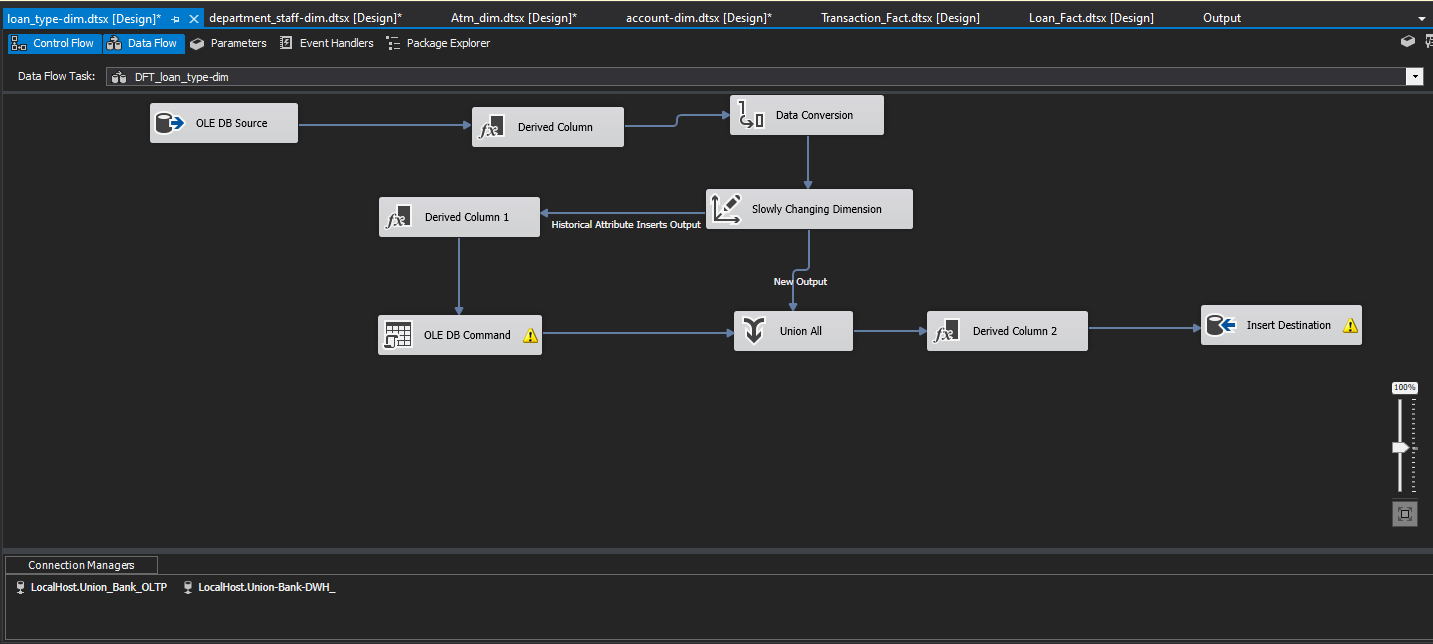 loan_type-dim.dtsx [Design]*
department_staff-dim.dtsx [Design]*
Atm_dim.dtsx [Design]*
account-dim.dtsx [Design]*
Transaction_Fact.dtsx [Design]
Loan_Fact.dtsx [Design]
Output
Control Flow
Data Flow
Parameters
Event Handlers
Package Explorer
Data Flow Task:
DFT_loan_type-dim
OLE DB Source
Derived Column
Data Conversion
Derived Column 1
Slowly Changing Dimension
Historical Attribute Inserts Output
New Output
OLE DB Command
Union All
Derived Column 2
Insert Destination
100%
Connection Managers
LocalHost.Union_Bank_OLTP
LocalHost.Union-Bank-DWH_